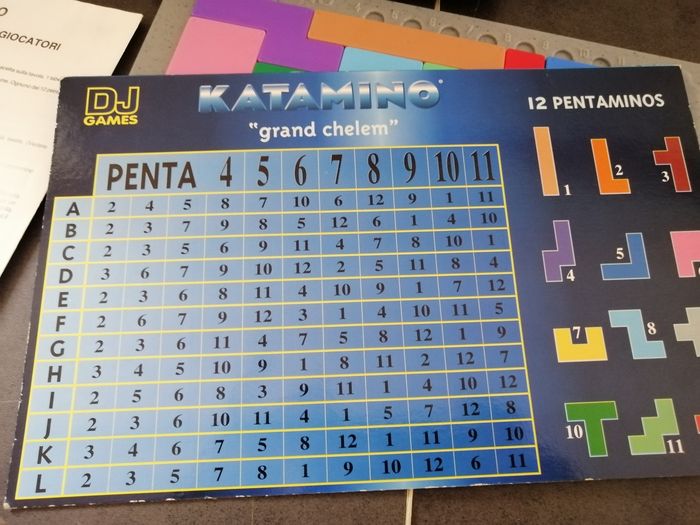 GIOCATORI
4 5 6 7 8 9 10 11
DJ
GAMES
KATAMINO
"grand chelem"
12 PENTAMINOS
PENTA 4 5 6 7 8 9 10 11
A 2 4 5 8 7 10 6 12 9 1 11
B 2 3 7 9 8 5 12 6 1 4 10
C 2 3 5 6 9 11 4 7 8 10 1
D 3 6 7 9 10 12 2 5 11 8 4
E 2 3 6 8 11 4 10 9 1 7 12
F 2 6 7 9 12 3 1 4 10 11 5
G 2 3 6 11 4 7 5 8 12 1 9
H 3 4 5 10 9 1 8 11 2 12 7
I 2 5 6 8 3 9 11 1 4 10 12
J 2 3 6 10 11 4 1 5 7 12 8
K 3 4 6 7 5 8 12 1 11 9 10
L 2 3 5 7 8 1 9 10 12 6 11
1 2 3
4 5
7 8
10 11